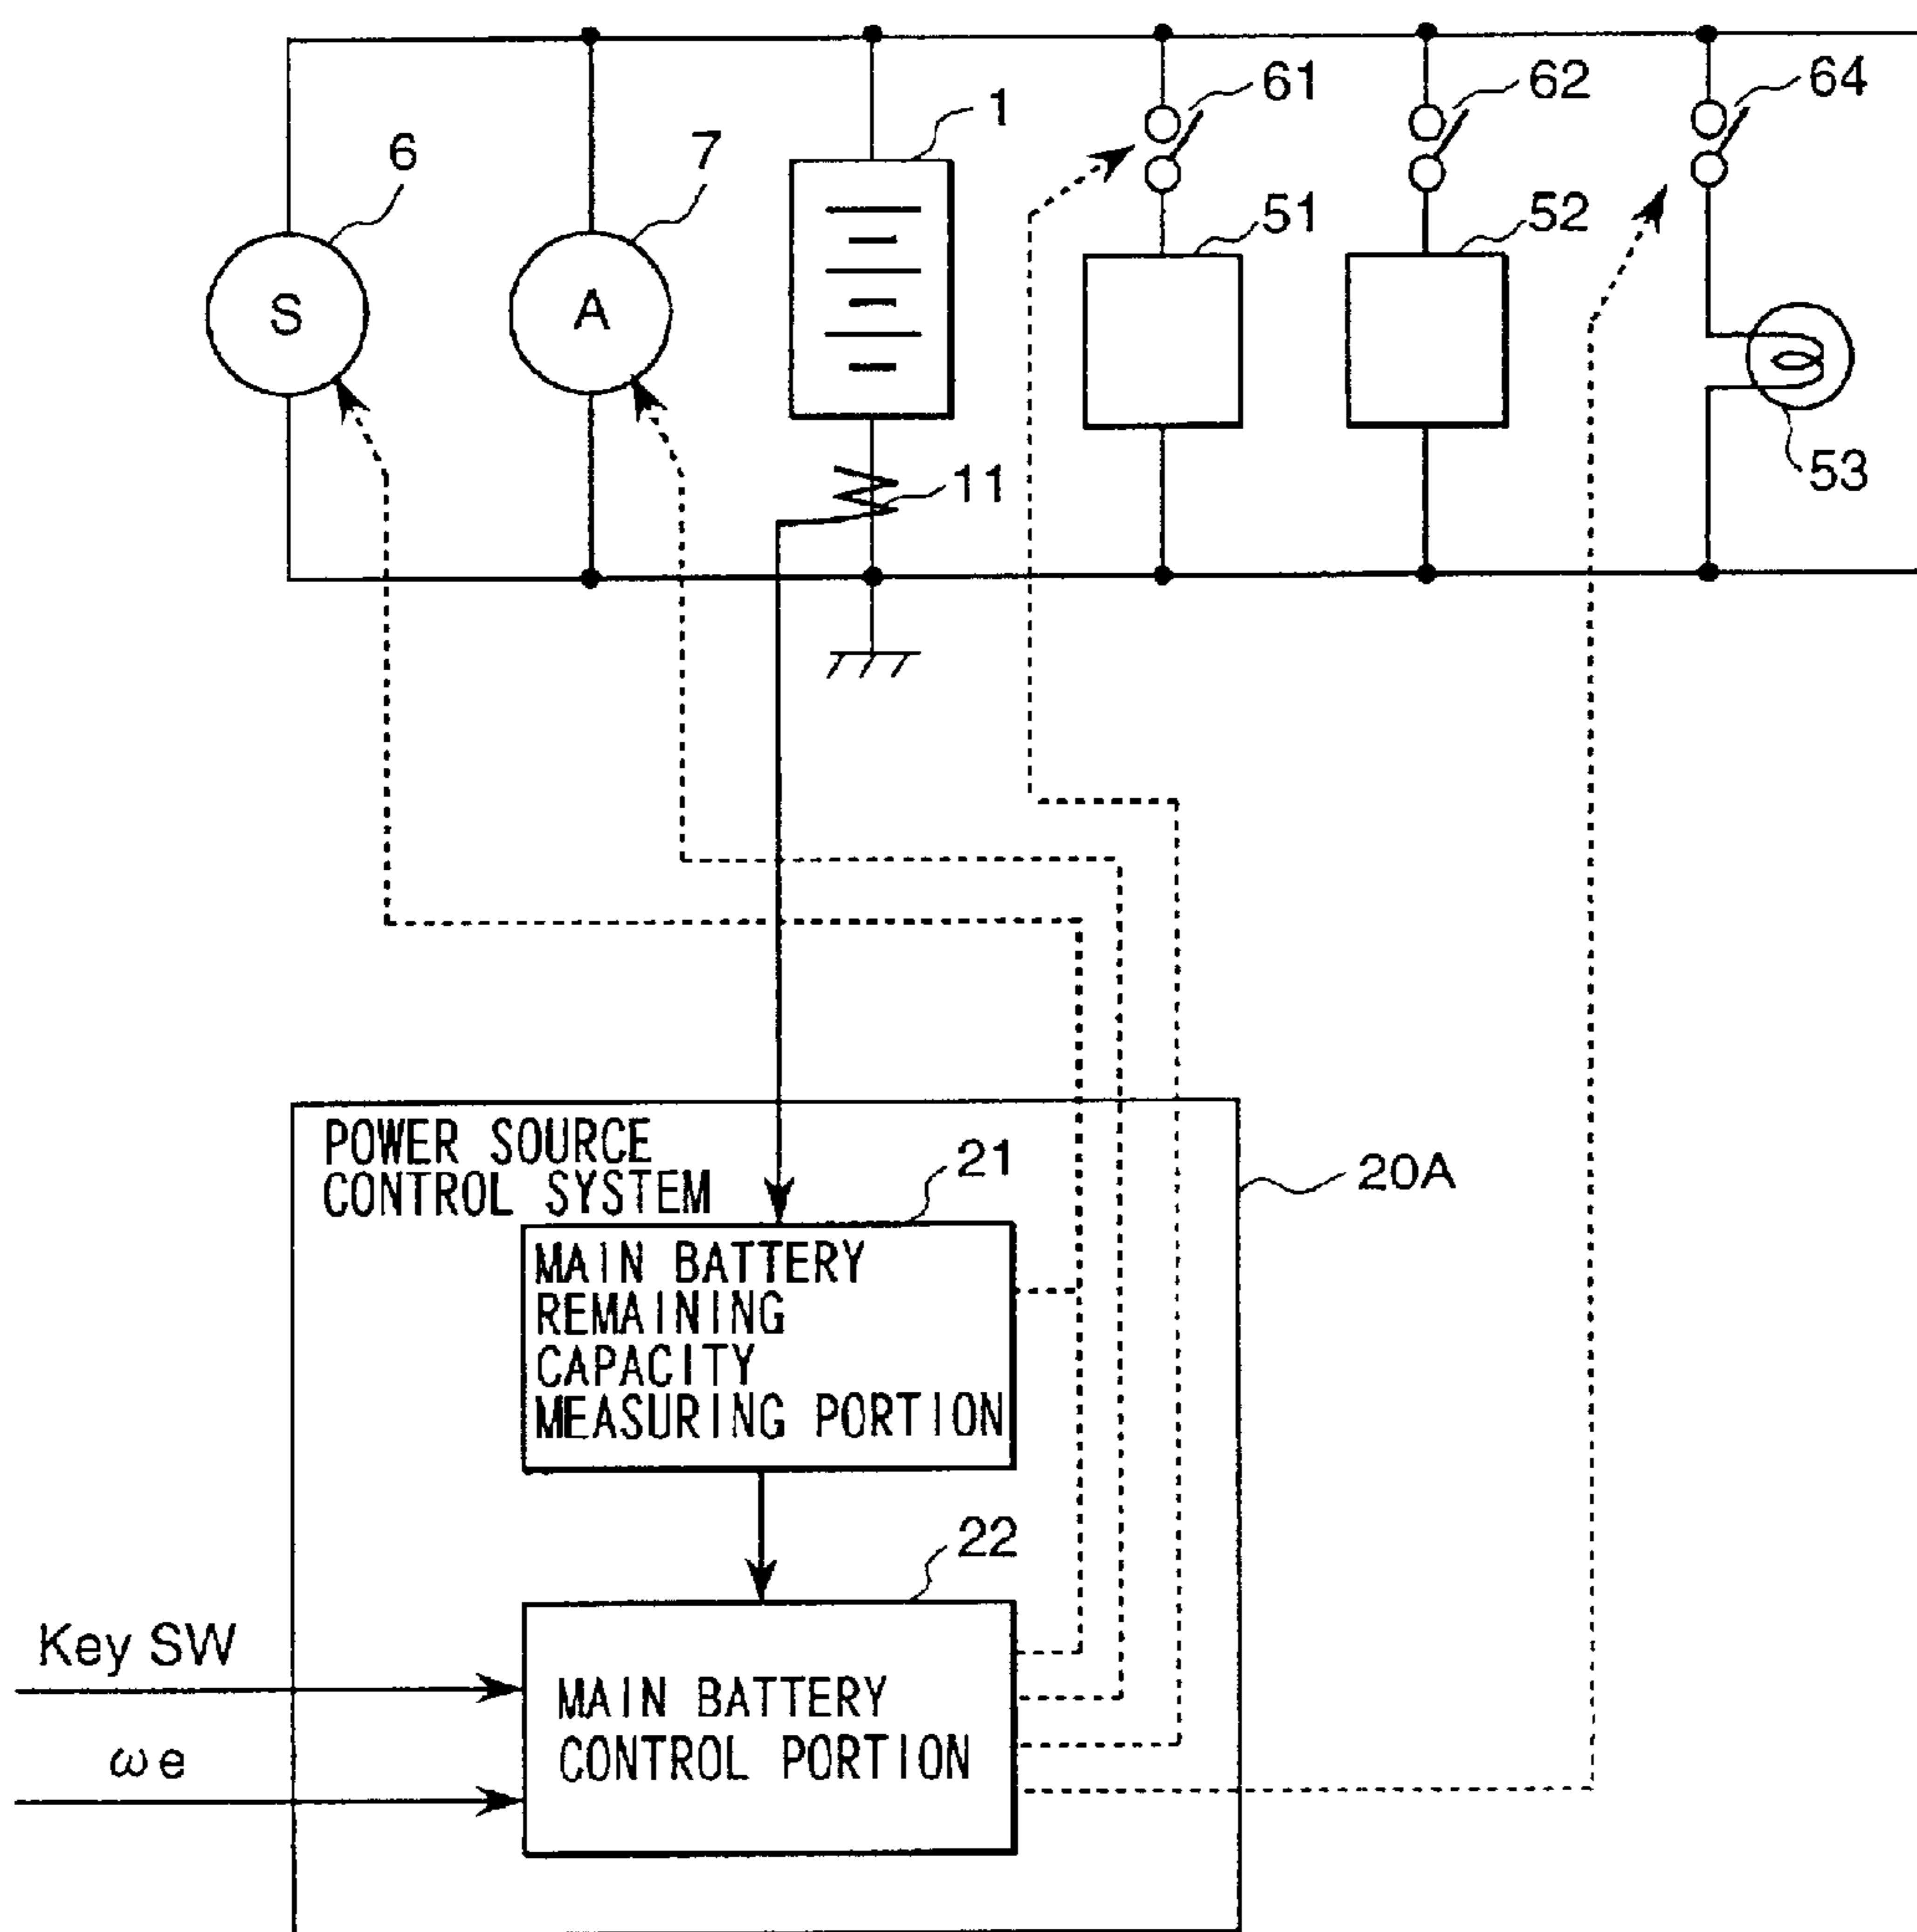 61
62
64
1
6
7
51
52
S
A
11
53
POWER SOURCE
CONTROL SYSTEM
21
20A
MAIN BATTERY
REMAINING
CAPACITY
MEASURING PORTION
22
Key SW
MAIN BATTERY
CONTROL PORTION
ωe